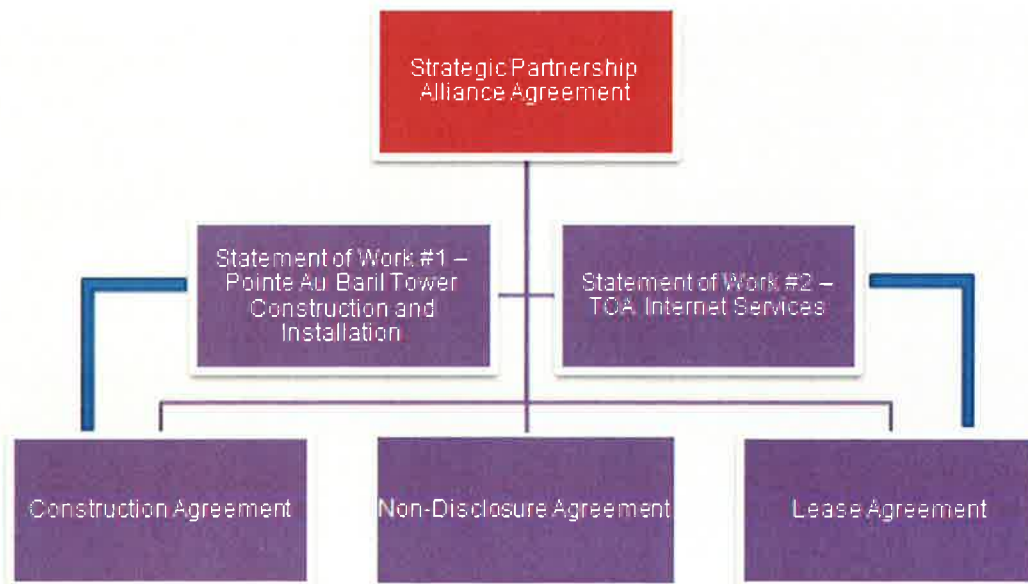 Strategic Partnership
Alliance Agreement
Statement of Work #1 –
Pointe Au Baril Tower
Construction and
Installation
Statement of Work #2 –
TOA Internet Services
Construction Agreement
Non-Disclosure Agreement
Lease Agreement